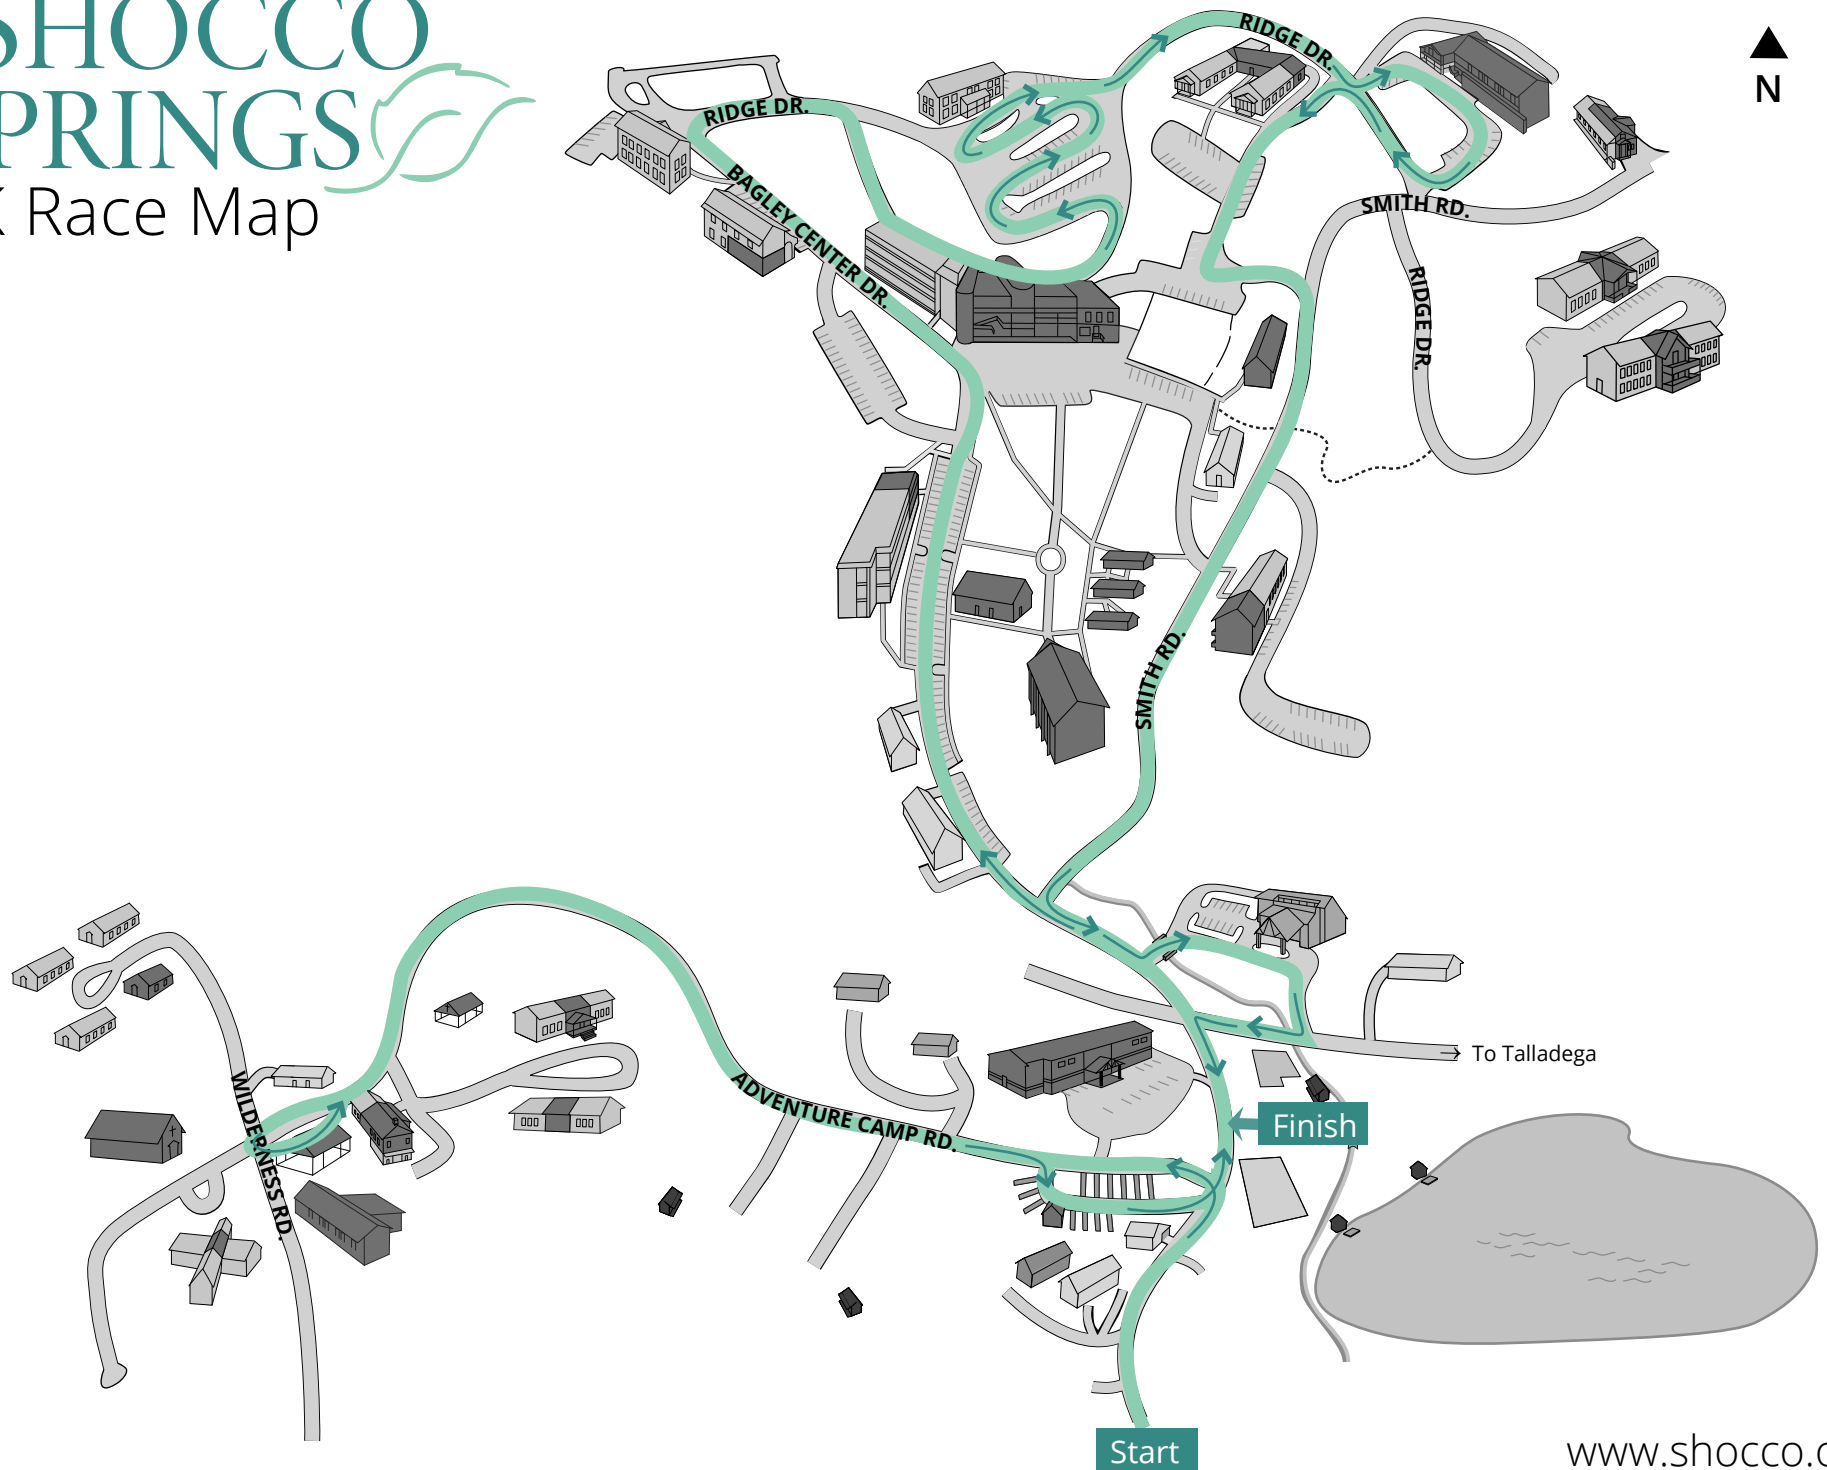 SHOCCO
SPRINGS
Race Map
N
RIDGE DR.
RIDGE DR.
BAGLEY CENTER DR.
SMITH RD.
RIDGE DR.
SMITH RD.
To Talladega
WILDERNESS RD.
ADVENTURE CAMP RD.
Finish
Start
www.shocco.